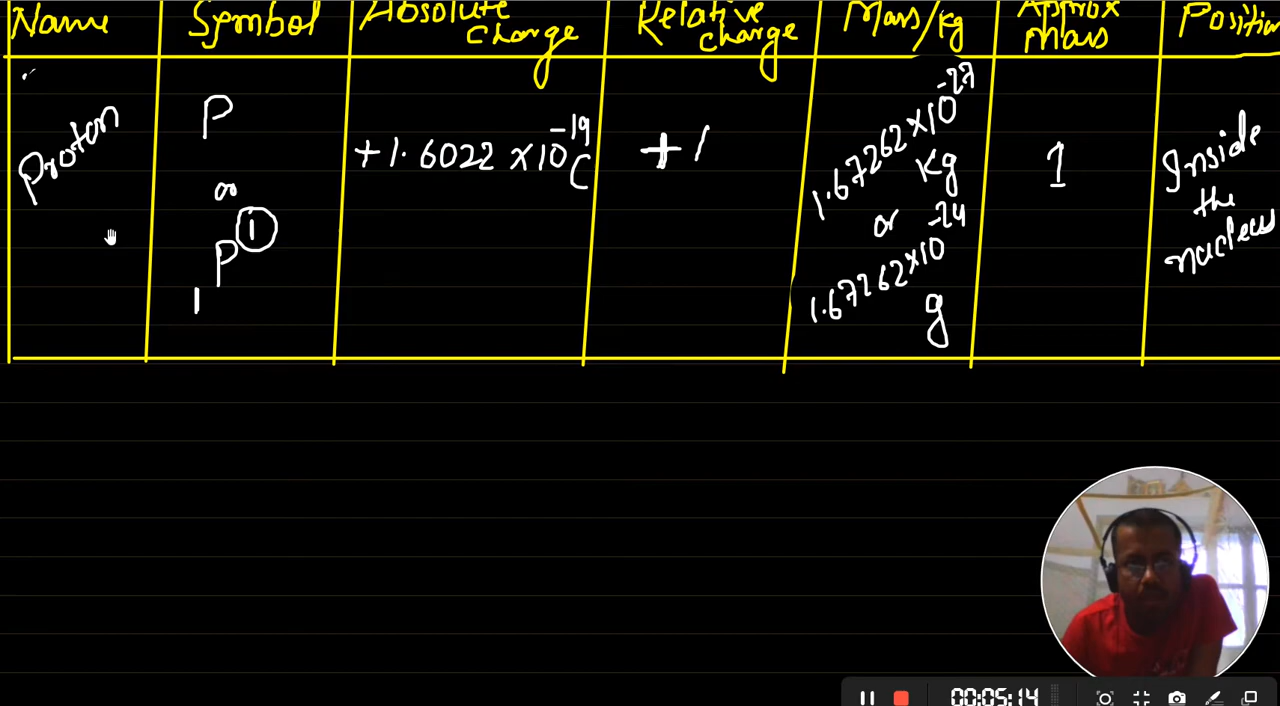 Name
Symbol
Absolute
charge
Relative
charge
Mass/kg
Approx
Mass
Position
Proton
P
or
1P1
+1.6022 ×10-19
C
+1
1.67262×10-27
kg
or
1.67262×10-24
g
1
Inside
the
nucleus
00:05:14